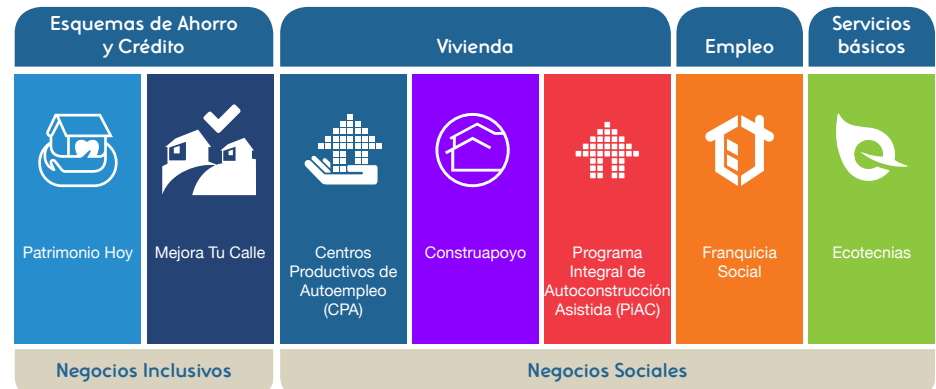 Esquemas de Ahorro
y Crédito
Vivienda
Empleo
Servicios
básicos
Patrimonio Hoy
Mejora Tu Calle
Centros
Productivos de
Autoempleo
(CPA)
Construapoyo
Programa
Integral de
Autoconstrucción
Asistida (PiAC)
Franquicia
Social
Ecotecnias
Negocios Inclusivos
Negocios Sociales